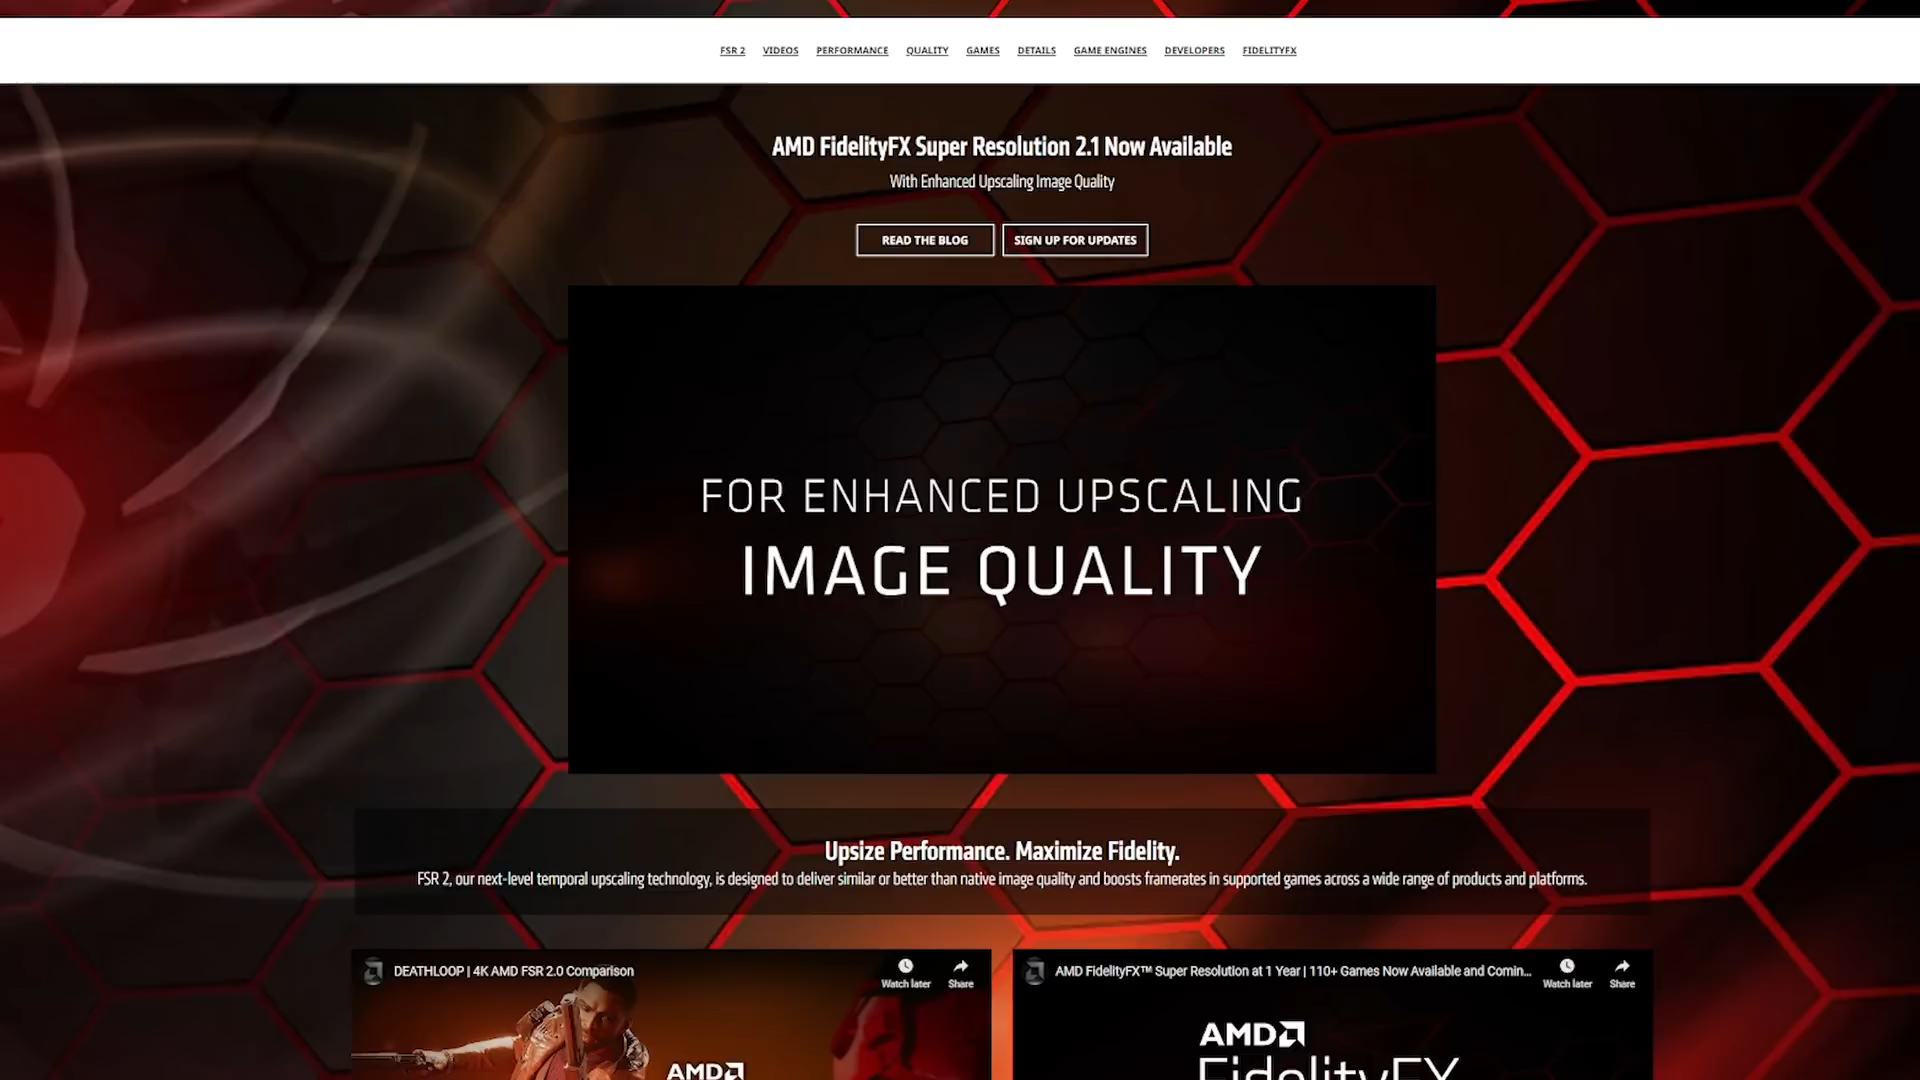 FSR 2 VIDEOS PERFORMANCE QUALITY GAMES DETAILS GAME ENGINES DEVELOPERS FIDELITYFX
AMD FidelityFX Super Resolution 2.1 Now Available
With Enhanced Upscaling Image Quality
READ THE BLOG SIGN UP FOR UPDATES
FOR ENHANCED UPSCALING
IMAGE QUALITY
Upsize Performance. Maximize Fidelity.
FSR 2, our next-level temporal upscaling technology, is designed to deliver similar or better than native image quality and boosts framerates in supported games across a wide range of products and platforms.
DEATHLOOP | 4K AMD FSR 2.0 Comparison
Watch later Share
AMD
AMD FidelityFX™ Super Resolution at 1 Year | 110+ Games Now Available and Comin...
Watch later Share
AMD
FidelityFX